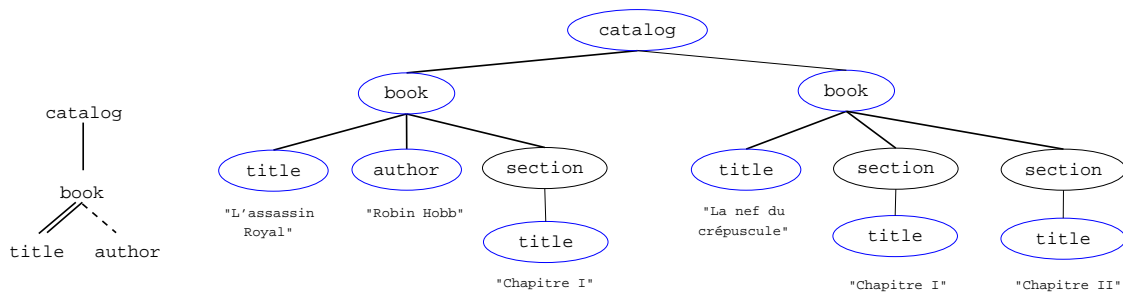 catalog
book
book
catalog
book
title
author
section
title
section
section
"L'assassin
Royal"
"Robin Hobb"
"La nef du
crépuscule"
title
author
title
title
title
"Chapitre I"
"Chapitre I"
"Chapitre II"